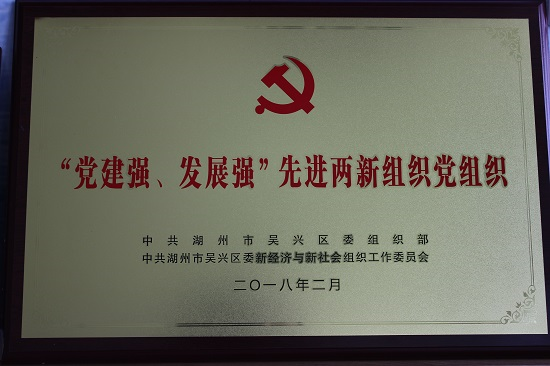 “党建强、发展强”先进两新组织党组织
中共湖州市吴兴区委组织部
中共湖州市吴兴区委新经济与新社会组织工作委员会
二〇一八年二月